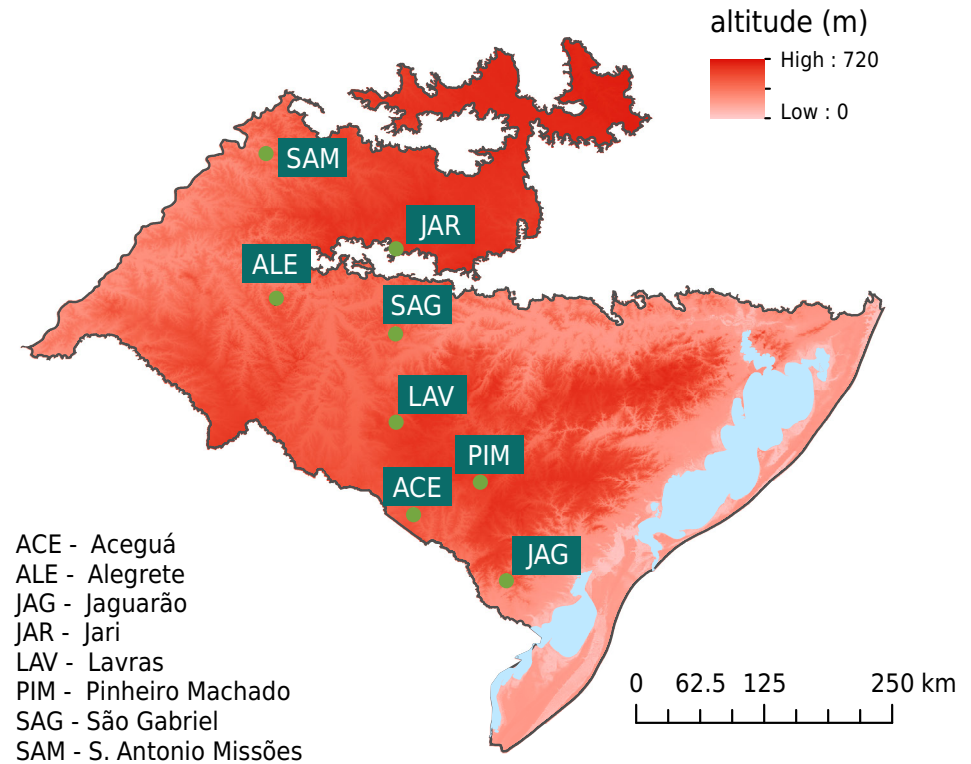 altitude (m)
High : 720
Low : 0
SAM
JAR
ALE
SAG
LAV
PIM
ACE
JAG
ACE - Aceguá
ALE - Alegrete
JAG - Jaguarão
JAR - Jari
LAV - Lavras
PIM - Pinheiro Machado
SAG - São Gabriel
SAM - S. Antonio Missões
0 62.5 125 250 km